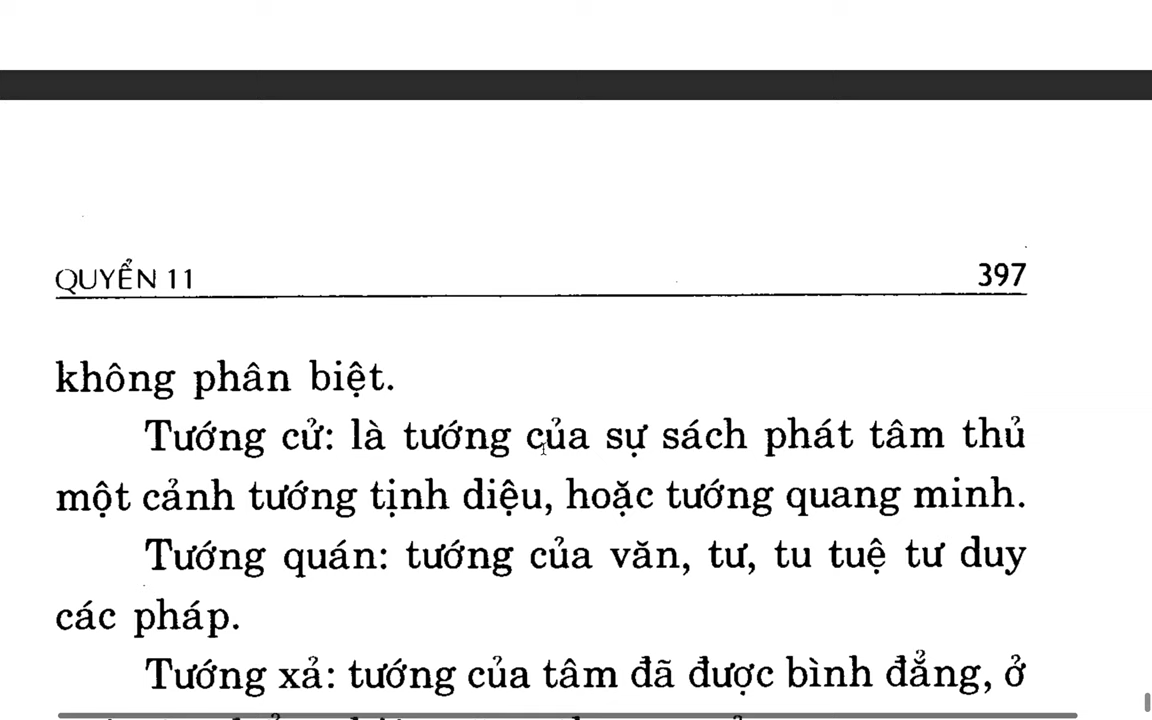 QUYỂN 11 397
không phân biệt.
Tướng cử: là tướng của sự sách phát tâm thủ
một cảnh tướng tịnh diệu, hoặc tướng quang minh.
Tướng quán: tướng của văn, tư, tu tuệ tư duy
các pháp.
Tướng xả: tướng của tâm đã được bình đẳng, ở